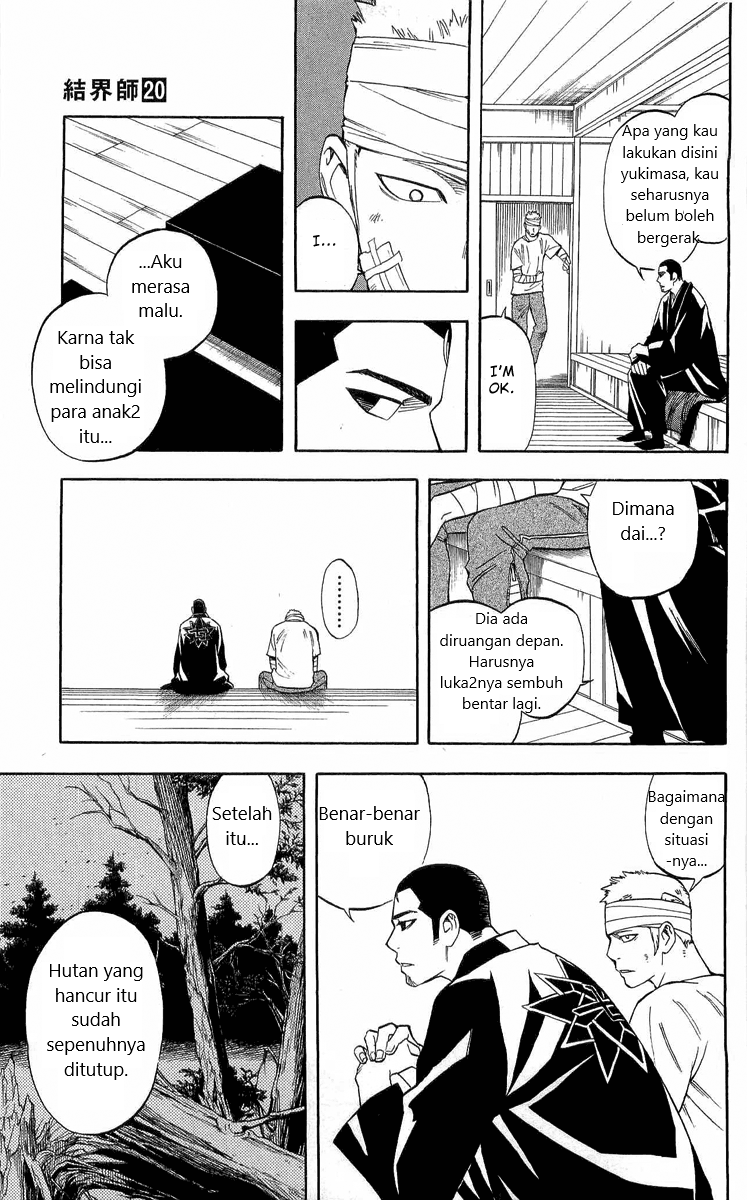 結界師20
Apa yang kau
lakukan disini
yukimasa, kau
seharusnya
belum boleh
bergerak
I'M
OK.
I...
...Aku
merasa
malu.
Karna tak
bisa
melindungi
para anak2
itu...
Dimana
dai...?
Dia ada
diruangan depan.
Harusnya
luka2nya sembuh
bentar lagi.
.........
Bagaimana
dengan
situasi
-nya...
Benar-benar
buruk
Setelah
itu...
Hutan yang
hancur itu
sudah
sepenuhnya
ditutup.